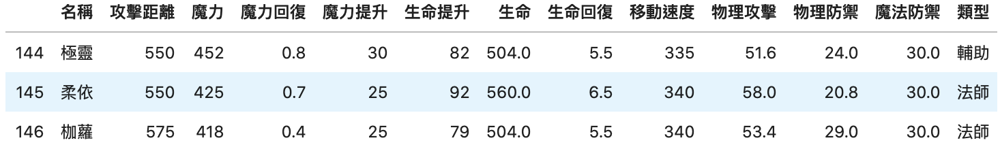 名稱 攻擊距離 魔力 魔力回復 魔力提升 生命提升 生命 生命回復 移動速度 物理攻擊 物理防禦 魔法防禦 類型
144 極靈 550 452 0.8 30 82 504.0 5.5 335 51.6 24.0 30.0 輔助
145 柔依 550 425 0.7 25 92 560.0 6.5 340 58.0 20.8 30.0 法師
146 枷蘿 575 418 0.4 25 79 504.0 5.5 340 53.4 29.0 30.0 法師